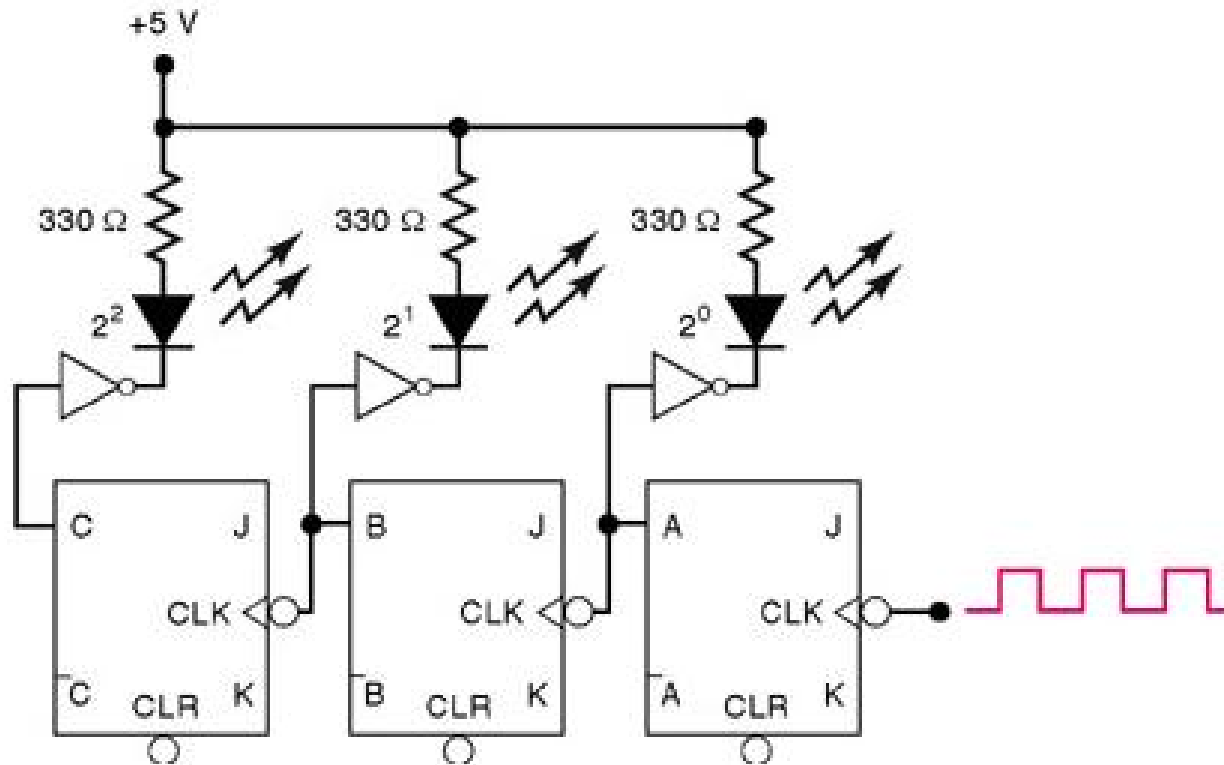 +5 V
330 Ω 330 Ω 330 Ω
2² 2¹ 2⁰
C J B J A J
CLK CLK CLK
C̅ K B̅ K A̅ K
CLR CLR CLR